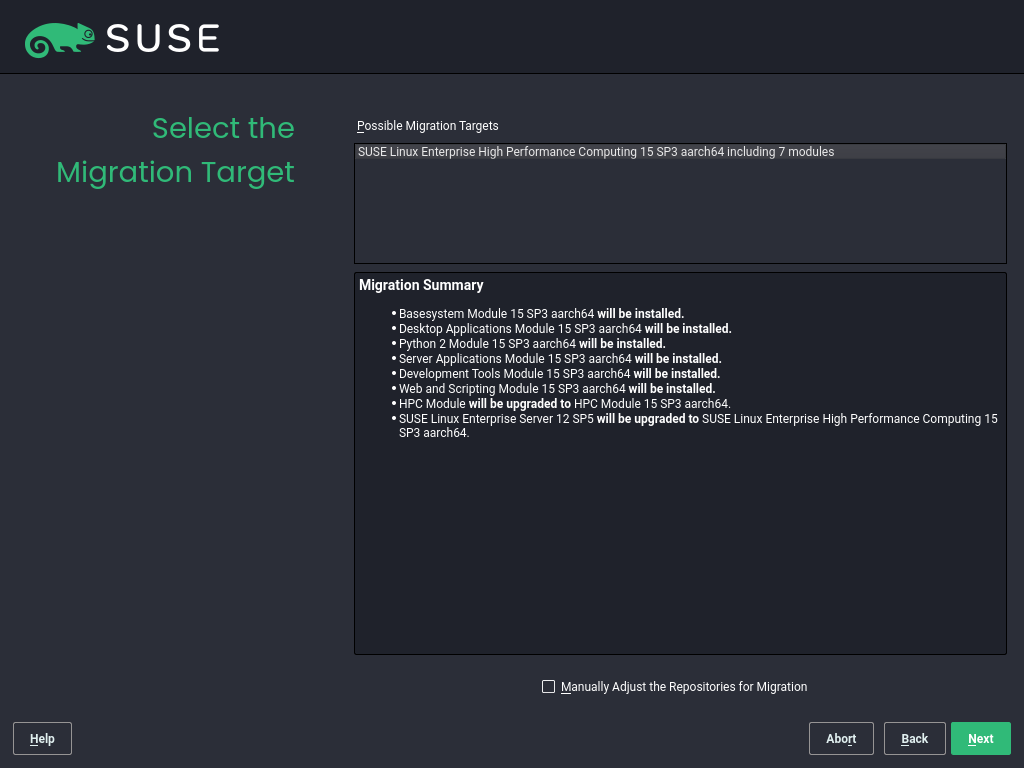 SUSE
Select the
Migration Target
Possible Migration Targets
SUSE Linux Enterprise High Performance Computing 15 SP3 aarch64 including 7 modules
Migration Summary
• Basesystem Module 15 SP3 aarch64 will be installed.
• Desktop Applications Module 15 SP3 aarch64 will be installed.
• Python 2 Module 15 SP3 aarch64 will be installed.
• Server Applications Module 15 SP3 aarch64 will be installed.
• Development Tools Module 15 SP3 aarch64 will be installed.
• Web and Scripting Module 15 SP3 aarch64 will be installed.
• HPC Module will be upgraded to HPC Module 15 SP3 aarch64.
• SUSE Linux Enterprise Server 12 SP5 will be upgraded to SUSE Linux Enterprise High Performance Computing 15
SP3 aarch64.
Manually Adjust the Repositories for Migration
Help
Abort
Back
Next